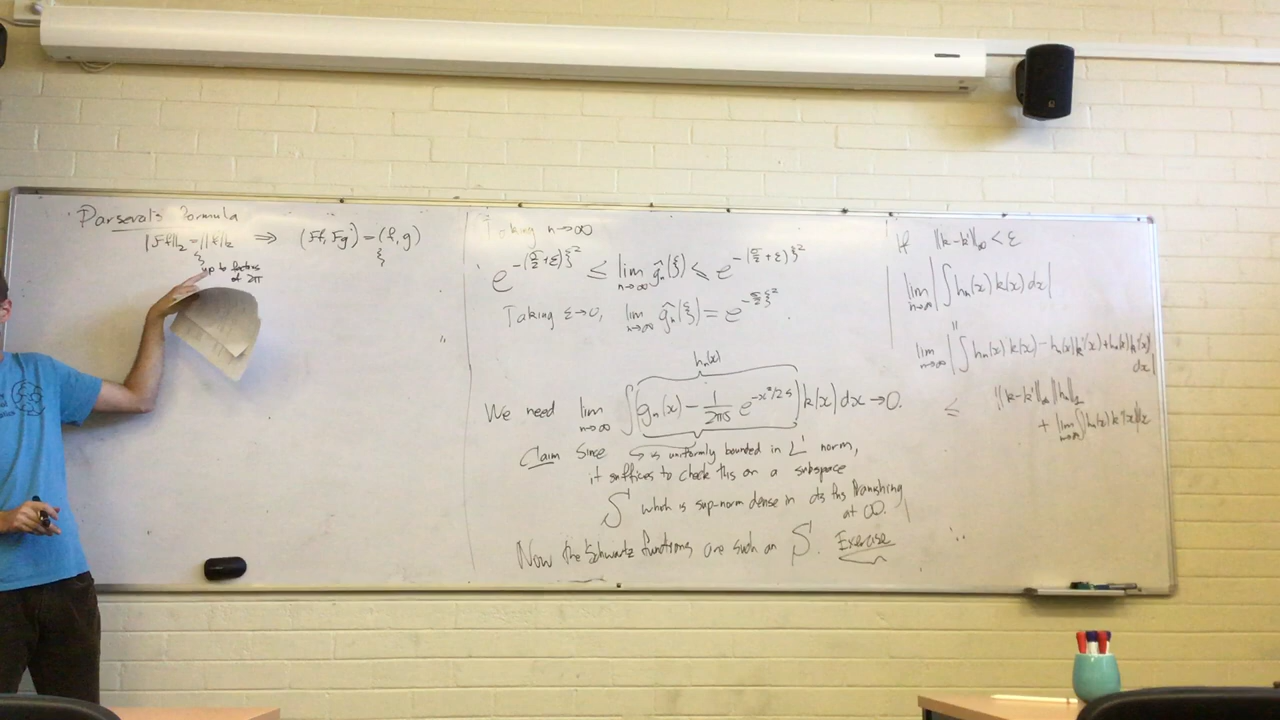 Parseval's Formula
||Ff||₂ = ||f||₂ ⟹ (Ff, Fg) = (f, g)
up to factors
of 2π
Taking n→∞
e^{-(σ/2+ε)ξ²} ≤ lim_{n→∞} ĝₙ(ξ) ≤ e^{-(σ/2+ε)ξ²}
Taking ε→0, lim_{n→∞} ĝₙ(ξ) = e^{-σ/2 ξ²}.
hₙ(x)
We need lim_{n→∞} ∫(gₙ(x) - 1/2πs e^{-x²/2s}) k(x) dx → 0.
Claim Since is uniformly bounded in L¹ norm,
it suffices to check this on a subspace
S which is sup-norm dense in cts fns vanishing
at ∞.
Now the Schwartz functions are such an S. Exercise
If ||k-k'||∞ < ε
lim_{n→∞} |∫ hₙ(x) k(x) dx|
"
lim_{n→∞} |∫ hₙ(x) k(x) - hₙ(x) k'(x) + hₙ(x) k'(x)
dx|
≤ ||k-k'||∞ ||hₙ||₂
+ lim_{n→∞} ∫ hₙ(x) k'(x) dx